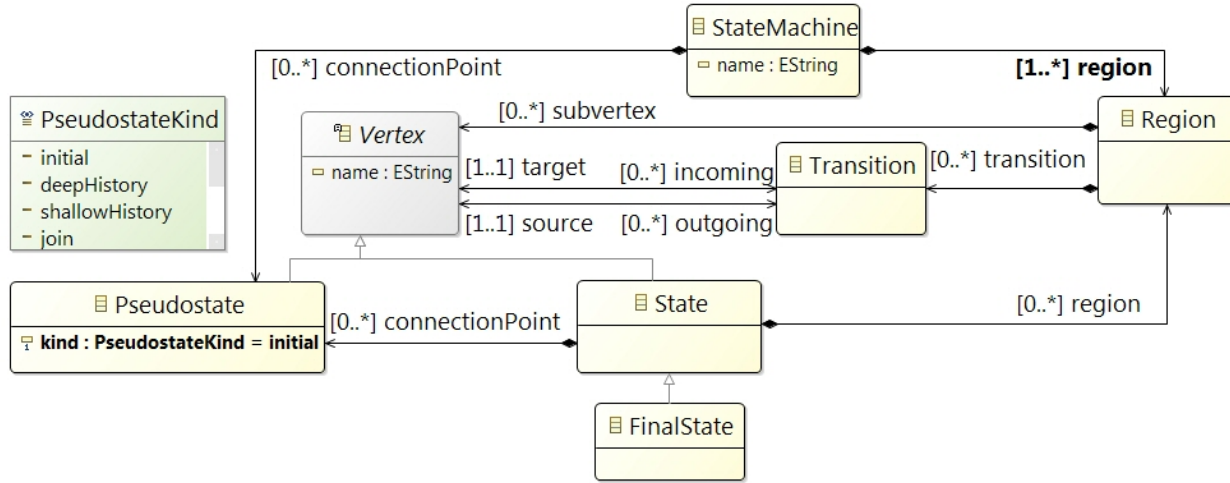 StateMachine
name : EString
[0..*] connectionPoint
[1..*] region
PseudostateKind
initial
deepHistory
shallowHistory
join
Vertex
name : EString
[0..*] subvertex
Region
[1..1] target
[0..*] incoming
Transition
[0..*] transition
[1..1] source
[0..*] outgoing
Pseudostate
kind : PseudostateKind = initial
[0..*] connectionPoint
State
[0..*] region
FinalState